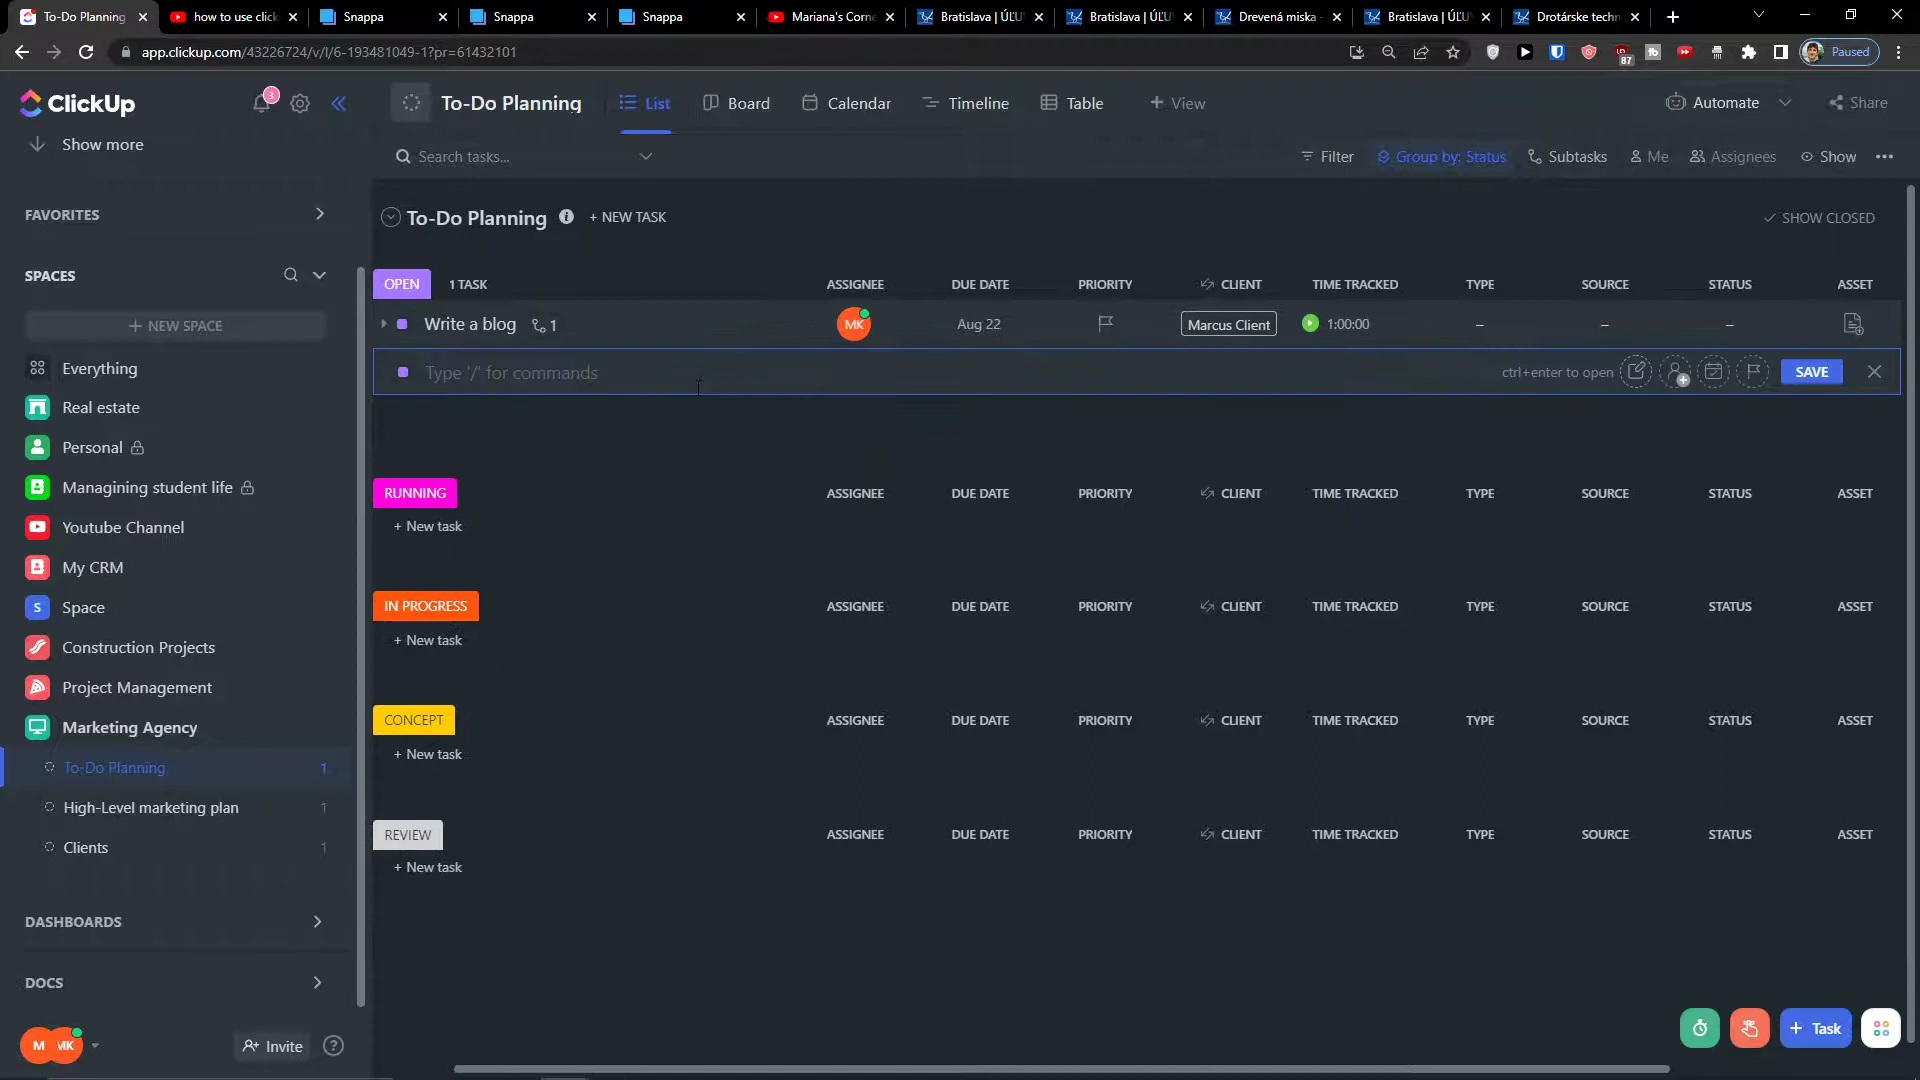 To-Do Planning
how to use click
Snappa
Snappa
Snappa
Mariana's Corne
Bratislava | ÚĽU
Bratislava | ÚĽU
Drevená miska -
Bratislava | ÚĽU
Drotárske techn
app.clickup.com/43226724/v/l/6-193481049-1?pr=61432101
87
Paused
ClickUp
3
To-Do Planning
List
Board
Calendar
Timeline
Table
+ View
Automate
Share
Show more
Search tasks...
Filter
Group by: Status
Subtasks
Me
Assignees
Show
FAVORITES
To-Do Planning
+ NEW TASK
SHOW CLOSED
SPACES
+ NEW SPACE
Everything
Real estate
Personal
Managining student life
Youtube Channel
My CRM
S Space
Construction Projects
Project Management
Marketing Agency
To-Do Planning 1
High-Level marketing plan 1
Clients 1
DASHBOARDS
DOCS
M MK
Invite
OPEN 1 TASK ASSIGNEE DUE DATE PRIORITY CLIENT TIME TRACKED TYPE SOURCE STATUS ASSET
Write a blog 1 MK Aug 22 Marcus Client 1:00:00 – – –
Type '/' for commands ctrl+enter to open SAVE
RUNNING ASSIGNEE DUE DATE PRIORITY CLIENT TIME TRACKED TYPE SOURCE STATUS ASSET
+ New task
IN PROGRESS ASSIGNEE DUE DATE PRIORITY CLIENT TIME TRACKED TYPE SOURCE STATUS ASSET
+ New task
CONCEPT ASSIGNEE DUE DATE PRIORITY CLIENT TIME TRACKED TYPE SOURCE STATUS ASSET
+ New task
REVIEW ASSIGNEE DUE DATE PRIORITY CLIENT TIME TRACKED TYPE SOURCE STATUS ASSET
+ New task
+ Task